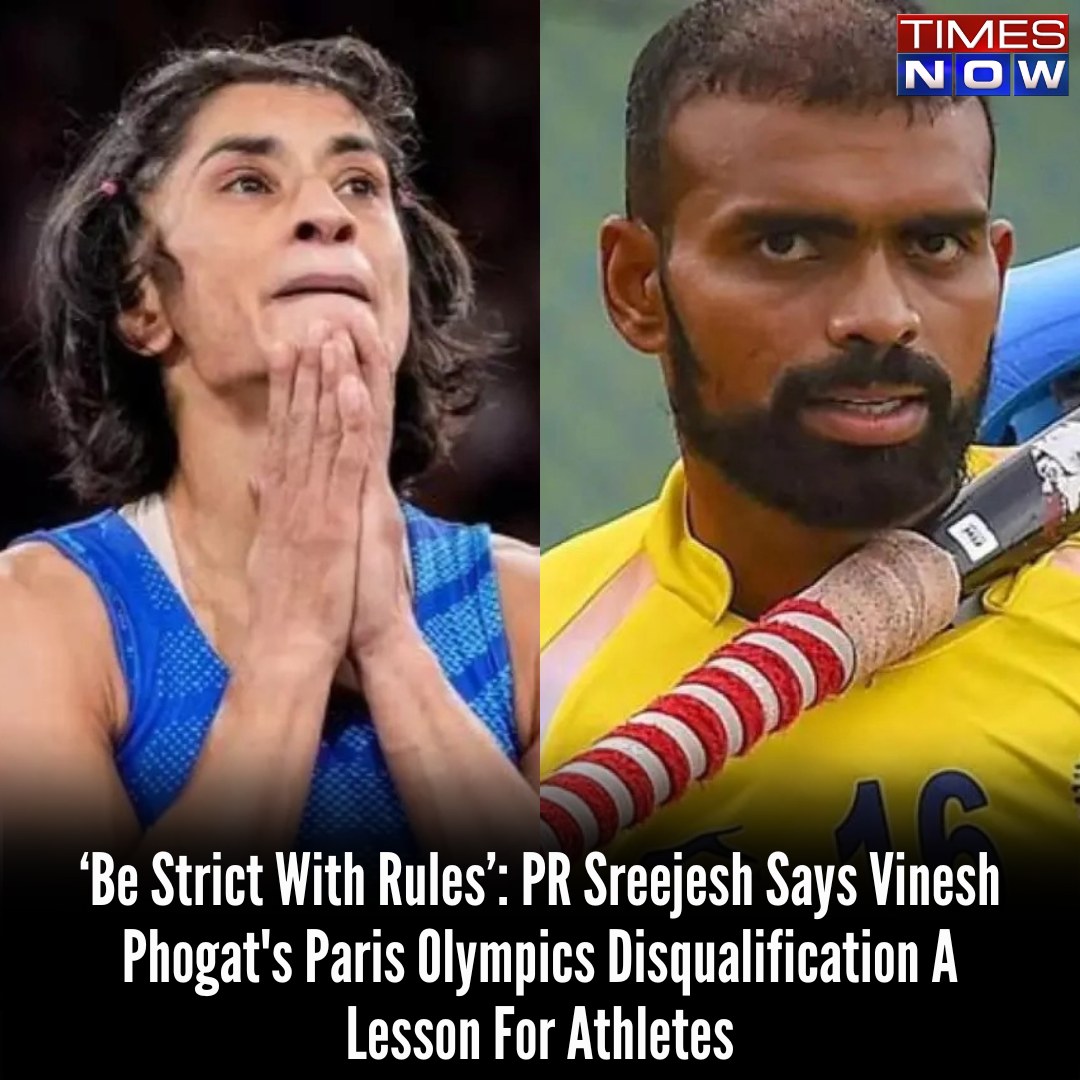 TIMES
NOW
16
‘Be Strict With Rules’: PR Sreejesh Says Vinesh
Phogat's Paris Olympics Disqualification A
Lesson For Athletes